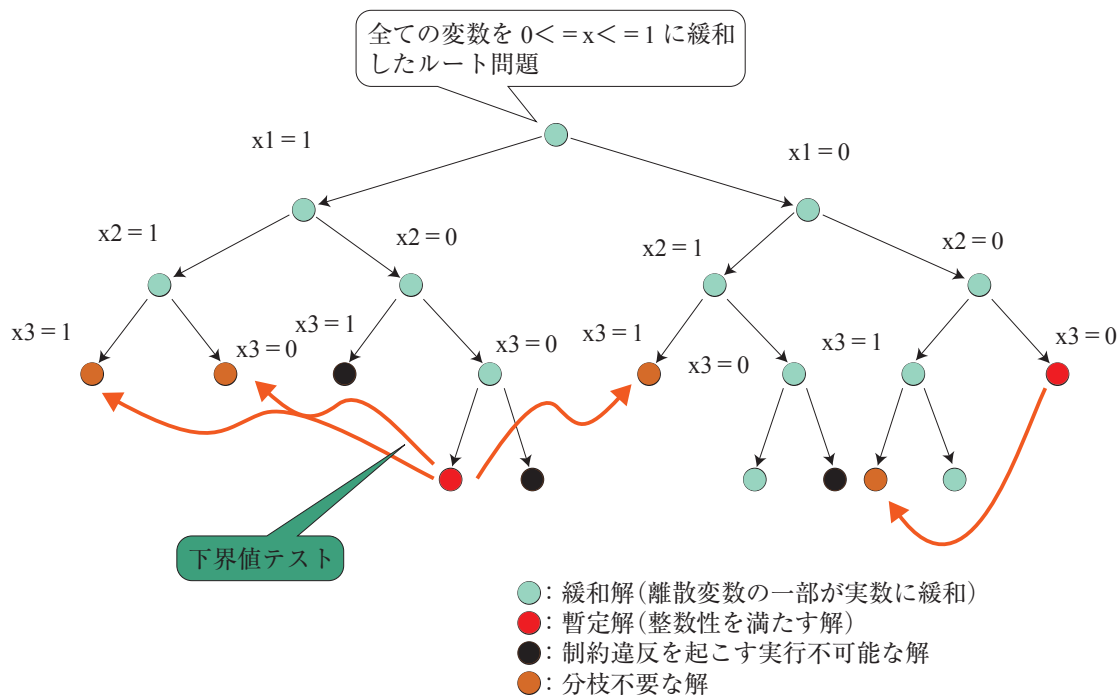 全ての変数を 0< =x< =1 に緩和
したルート問題
x1 = 1
x1 = 0
x2 = 1
x2 = 0
x2 = 1
x2 = 0
x3 = 1
x3 = 0
x3 = 1
x3 = 0
x3 = 1
x3 = 0
x3 = 1
x3 = 0
下界値テスト
：緩和解(離散変数の一部が実数に緩和)
：暫定解(整数性を満たす解)
：制約違反を起こす実行不可能な解
：分枝不要な解